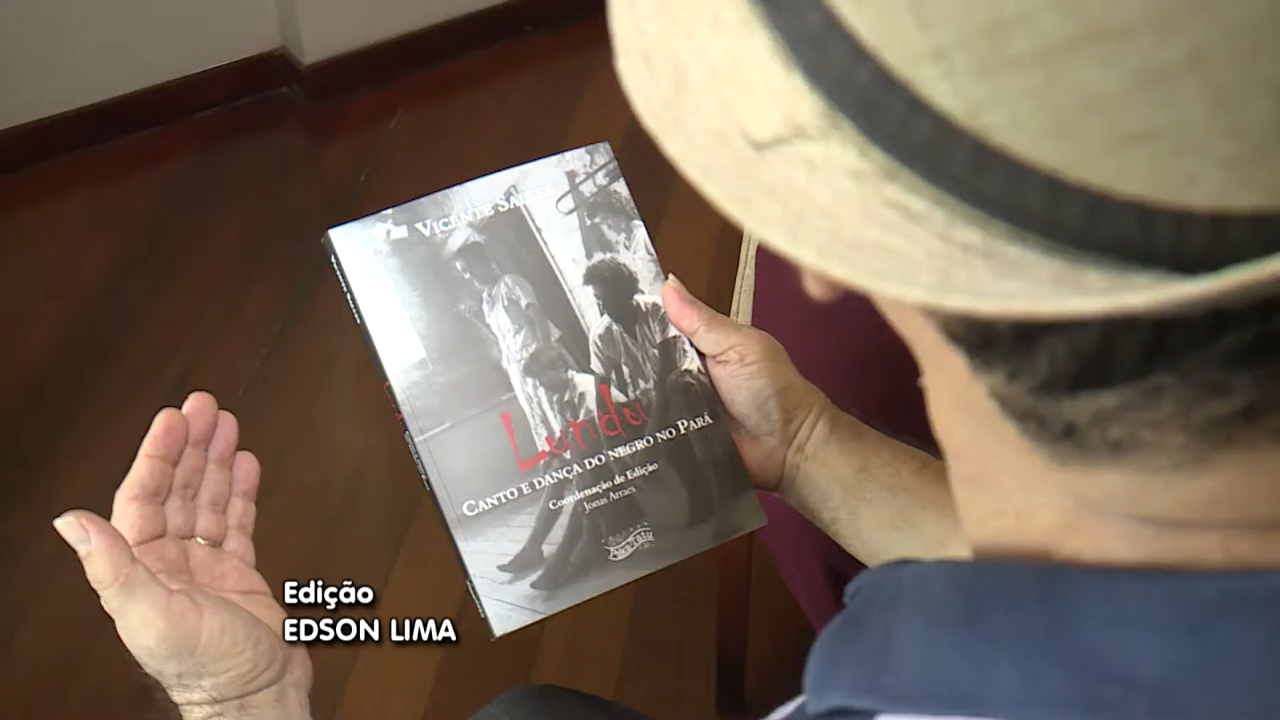 VICENTE SALLES
Lundu
CANTO E DANÇA DO NEGRO NO PARÁ
Coordenação de Edição
Jonas Arraes
Edição
EDSON LIMA